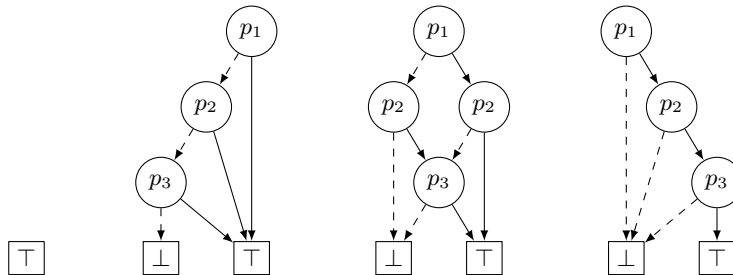 p₁ p₁ p₁
p₂ p₂ p₂ p₂
p₃ p₃ p₃
⊤ ⊥ ⊤ ⊥ ⊤ ⊥ ⊤